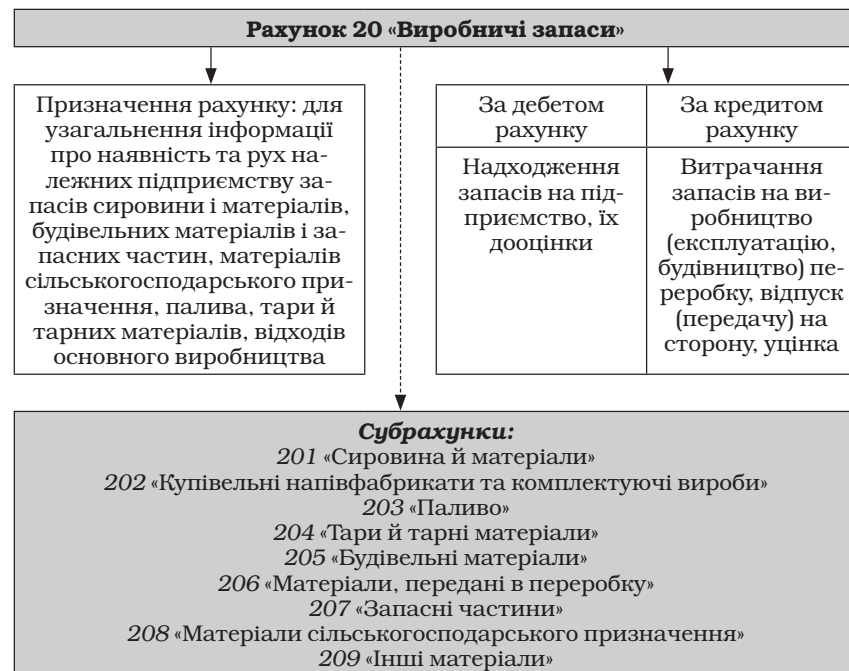 Рахунок 20 «Виробничі запаси»
Призначення рахунку: для
узагальнення інформації
про наявність та рух на-
лежних підприємству за-
пасів сировини і матеріалів,
будівельних матеріалів і за-
пасних частин, матеріалів
сільськогосподарського при-
значення, палива, тари й
тарних матеріалів, відходів
основного виробництва
За дебетом
рахунку
Надходження
запасів на під-
приємство, їх
дооцінки
За кредитом
рахунку
Витрачання
запасів на ви-
робництво
(експлуатацію,
будівництво) пе-
реробку, відпуск
(передачу) на
сторону, уцінка
Субрахунки:
201 «Сировина й матеріали»
202 «Купівельні напівфабрикати та комплектуючі вироби»
203 «Паливо»
204 «Тари й тарні матеріали»
205 «Будівельні матеріали»
206 «Матеріали, передані в переробку»
207 «Запасні частини»
208 «Матеріали сільськогосподарського призначення»
209 «Інші матеріали»